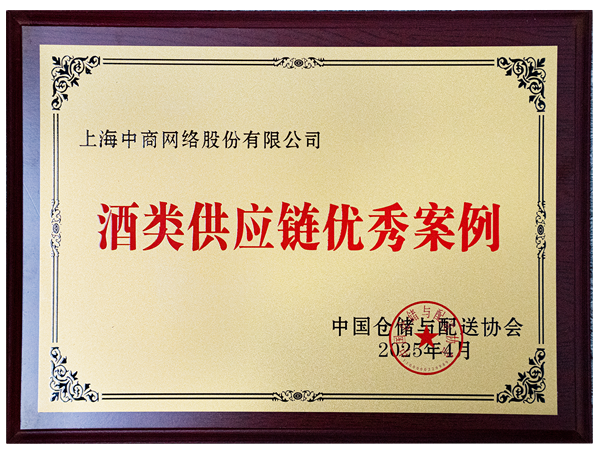 上海中商网络股份有限公司
酒类供应链优秀案例
中国仓储与配送协会
2025年4月